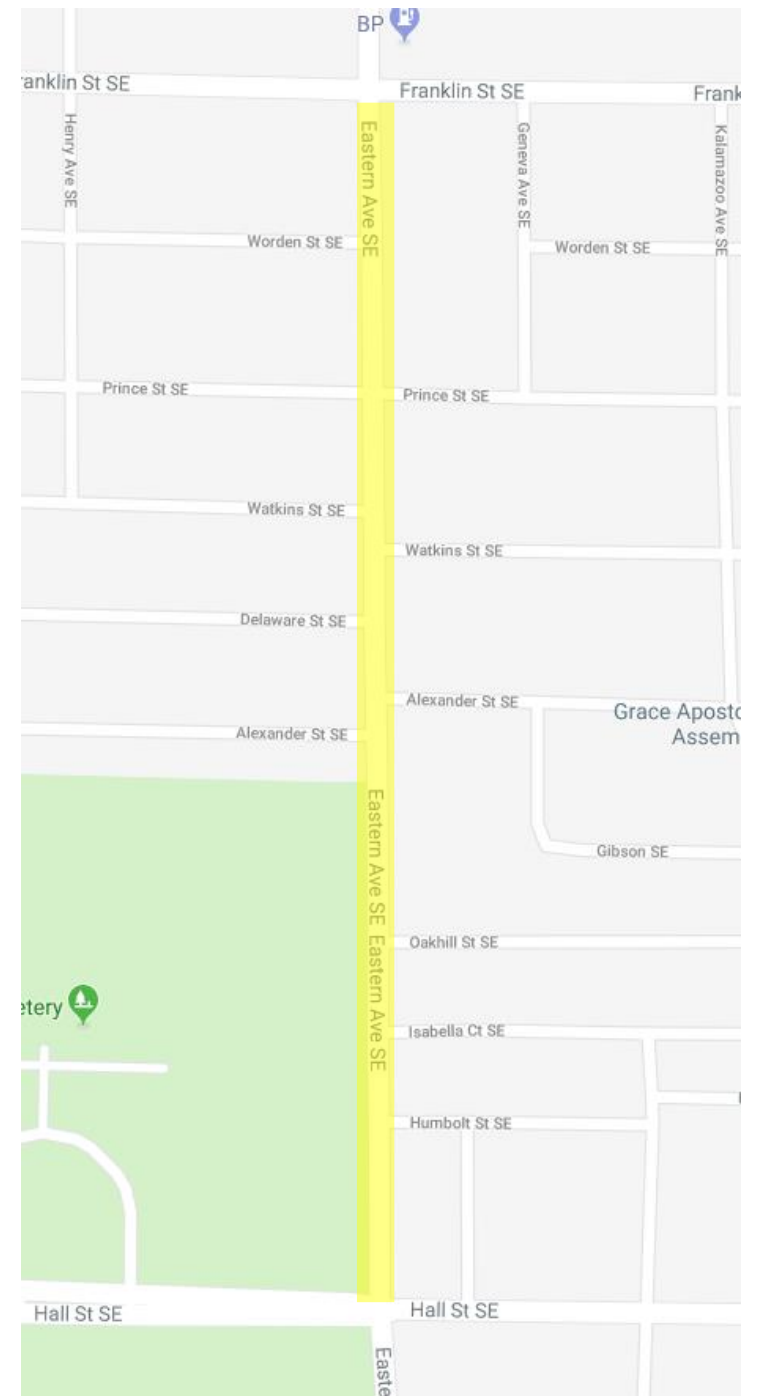 BP
anklin St SE
Franklin St SE
Frank
Henry Ave SE
Eastern Ave SE
Geneva Ave SE
Kalamazoo Ave SE
Worden St SE
Worden St SE
Prince St SE
Prince St SE
Watkins St SE
Watkins St SE
Delaware St SE
Alexander St SE
Grace Aposto
Assem
Alexander St SE
Eastern Ave SE
Gibson SE
Oakhill St SE
Eastern Ave SE
etery
Isabella Ct SE
Humbolt St SE
Hall St SE
Hall St SE
Easte